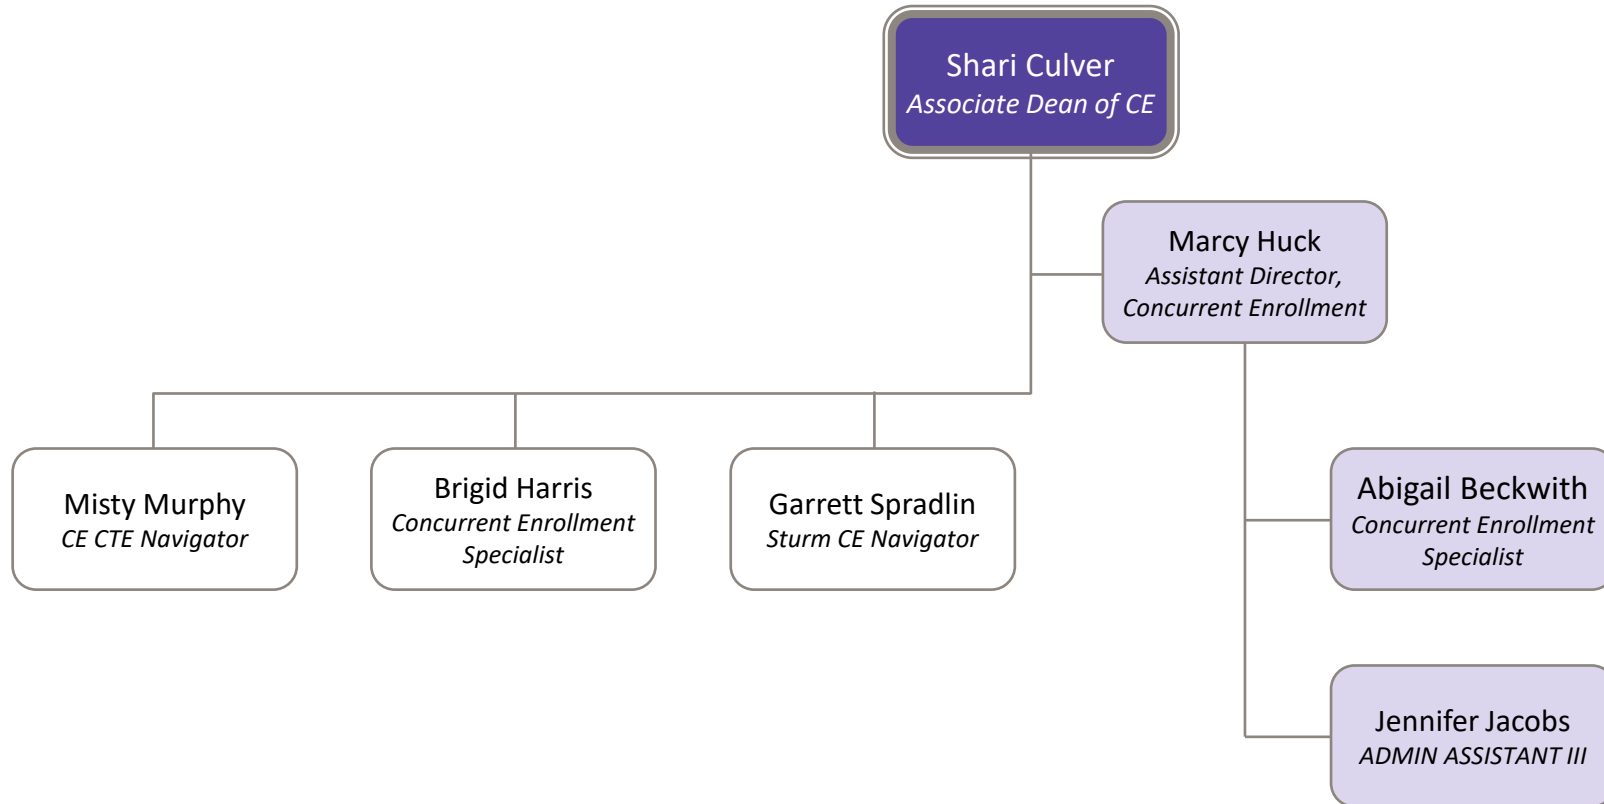 Shari Culver
Associate Dean of CE
Marcy Huck
Assistant Director,
Concurrent Enrollment
Misty Murphy
CE CTE Navigator
Brigid Harris
Concurrent Enrollment
Specialist
Garrett Spradlin
Sturm CE Navigator
Abigail Beckwith
Concurrent Enrollment
Specialist
Jennifer Jacobs
ADMIN ASSISTANT III